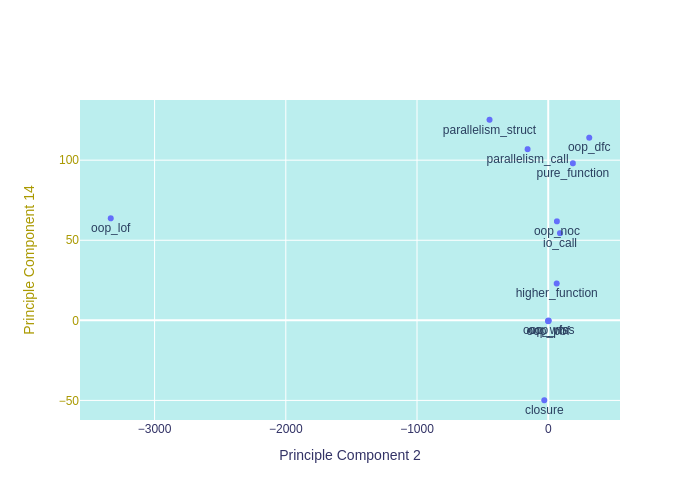 parallelism_struct
oop_dfc
parallelism_call
pure_function
oop_lof
oop_noc
io_call
higher_function
closure
100
50
0
−50
−3000
−2000
−1000
0
Principle Component 2
Principle Component 14